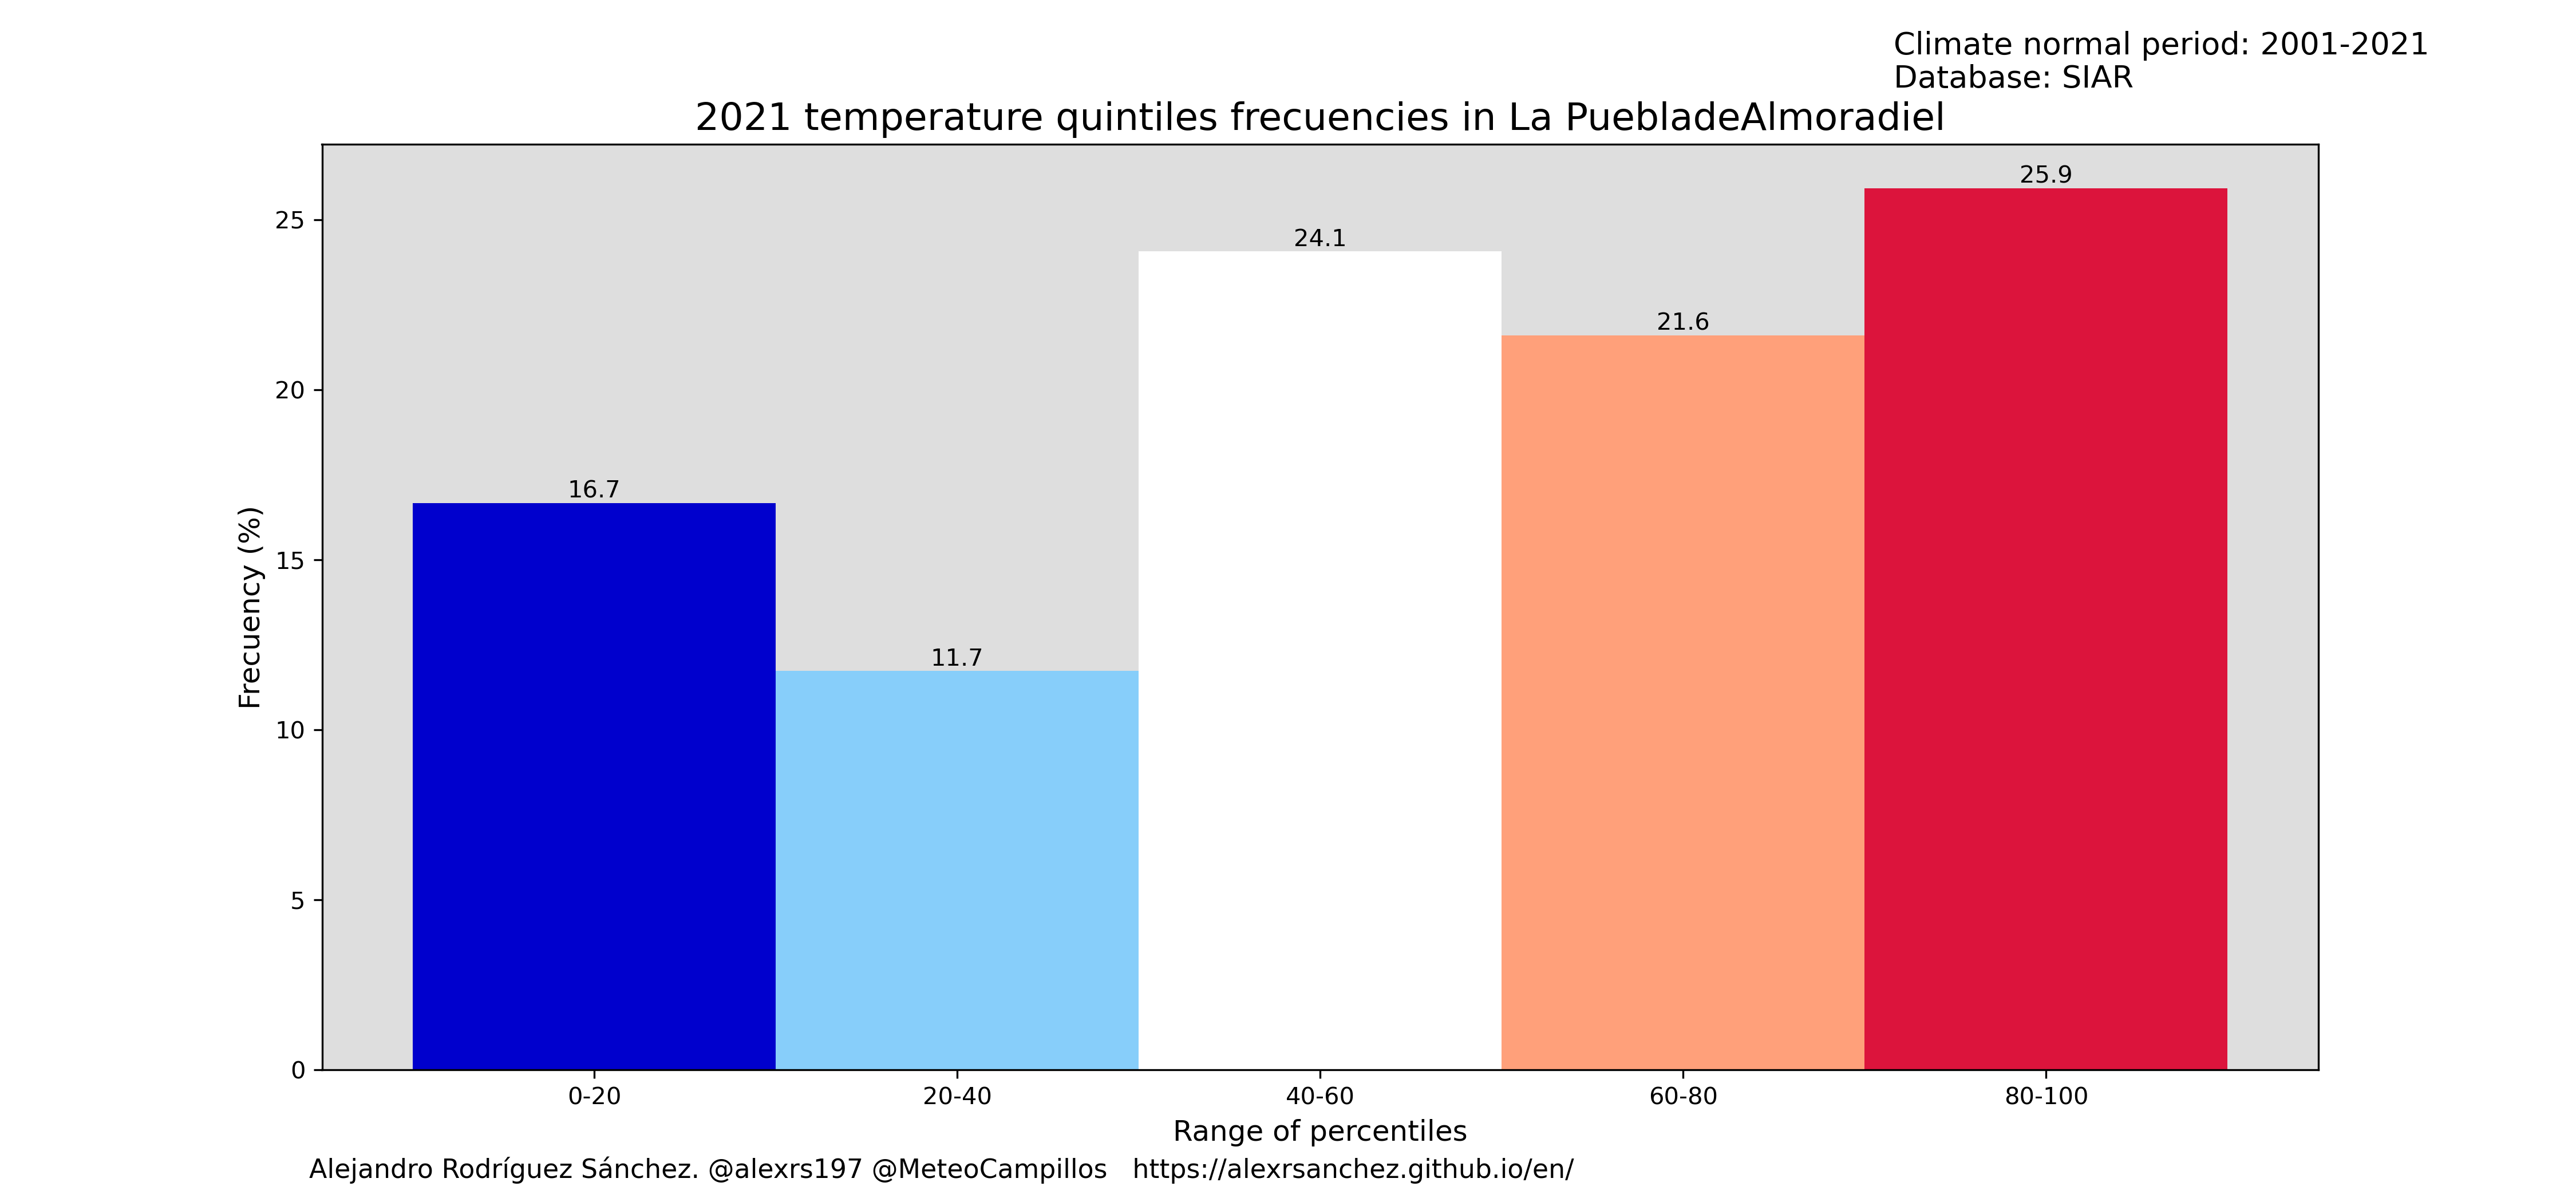 Climate normal period: 2001-2021
Database: SIAR
2021 temperature quintiles frecuencies in La PuebladeAlmoradiel
25.9
25
24.1
21.6
20
16.7
15
11.7
10
5
0
Frecuency (%)
0-20 20-40 40-60 60-80 80-100
Range of percentiles
Alejandro Rodríguez Sánchez. @alexrs197 @MeteoCampillos https://alexrsanchez.github.io/en/